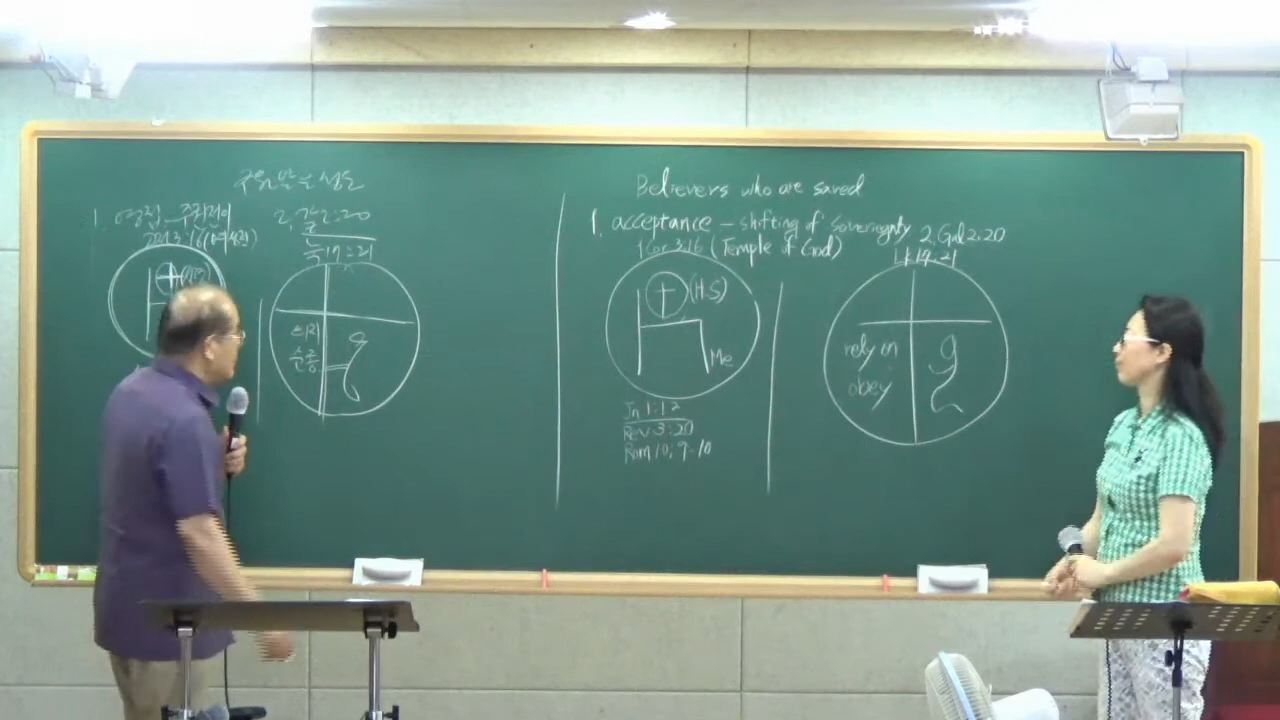 구원받은 성도
1. 영접 - 주권전이
2. 갈 2:20
눅 17:21
의지
순종
Believers who are saved
1. acceptance - shifting of Sovereignty
1 Cor 3:16 (Temple of God)
2. Gal 2:20
Lk 17:21
(H.S)
Me
Jn 1:12
Rev 3:20
Rom 10:9-10
rely on
obey